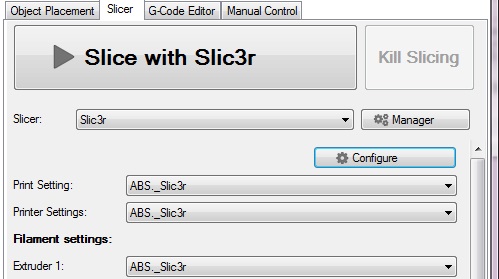 Object Placement Slicer G-Code Editor Manual Control
Slice with Slic3r Kill Slicing
Slicer: Slic3r Manager
Configure
Print Setting: ABS._Slic3r
Printer Settings: ABS._Slic3r
Filament settings:
Extruder 1: ABS._Slic3r